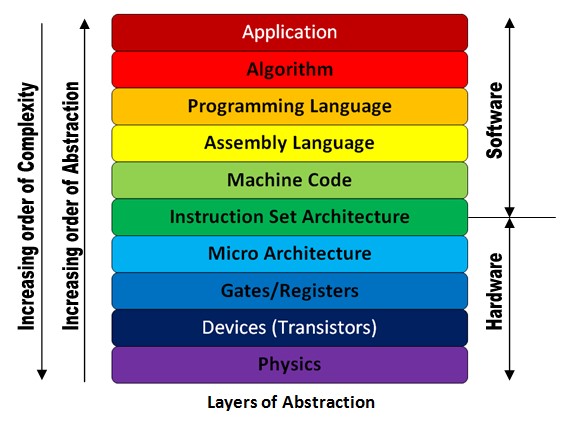 Increasing order of Complexity
Increasing order of Abstraction
Application
Algorithm
Programming Language
Assembly Language
Machine Code
Instruction Set Architecture
Micro Architecture
Gates/Registers
Devices (Transistors)
Physics
Software
Hardware
Layers of Abstraction